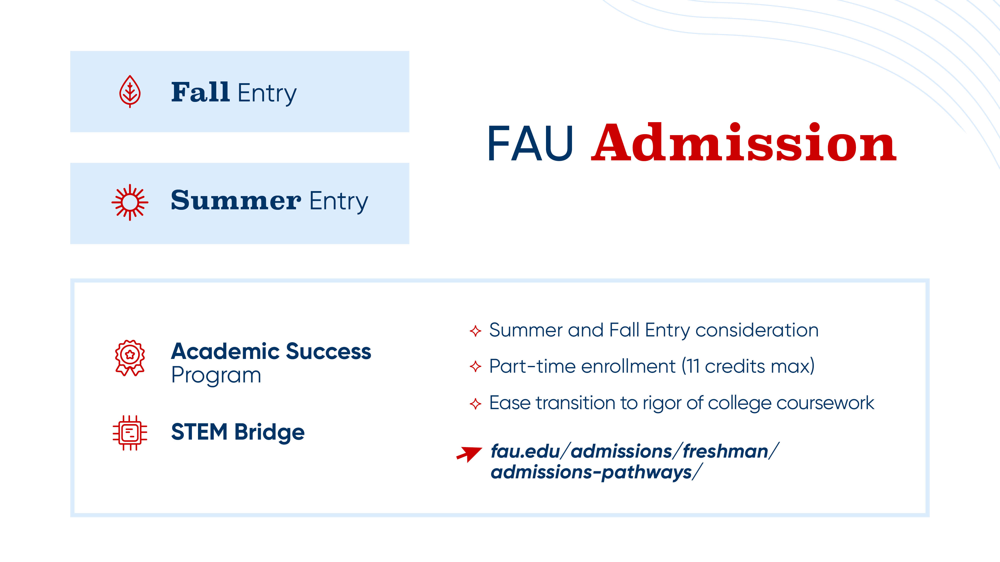 Fall Entry
Summer Entry
FAU Admission
Academic Success
Program
STEM Bridge
Summer and Fall Entry consideration
Part-time enrollment (11 credits max)
Ease transition to rigor of college coursework
fau.edu/admissions/freshman/
admissions-pathways/